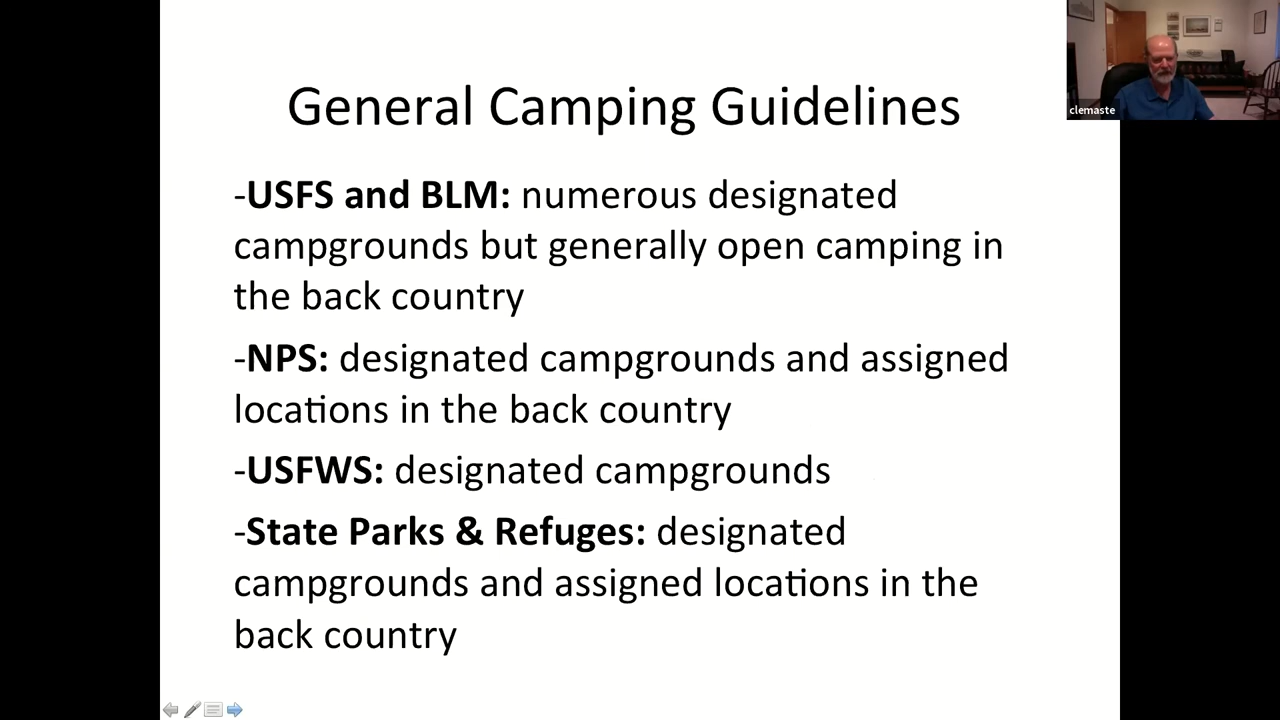 General Camping Guidelines
clemaste
-USFS and BLM: numerous designated
campgrounds but generally open camping in
the back country
-NPS: designated campgrounds and assigned
locations in the back country
-USFWS: designated campgrounds
-State Parks & Refuges: designated
campgrounds and assigned locations in the
back country